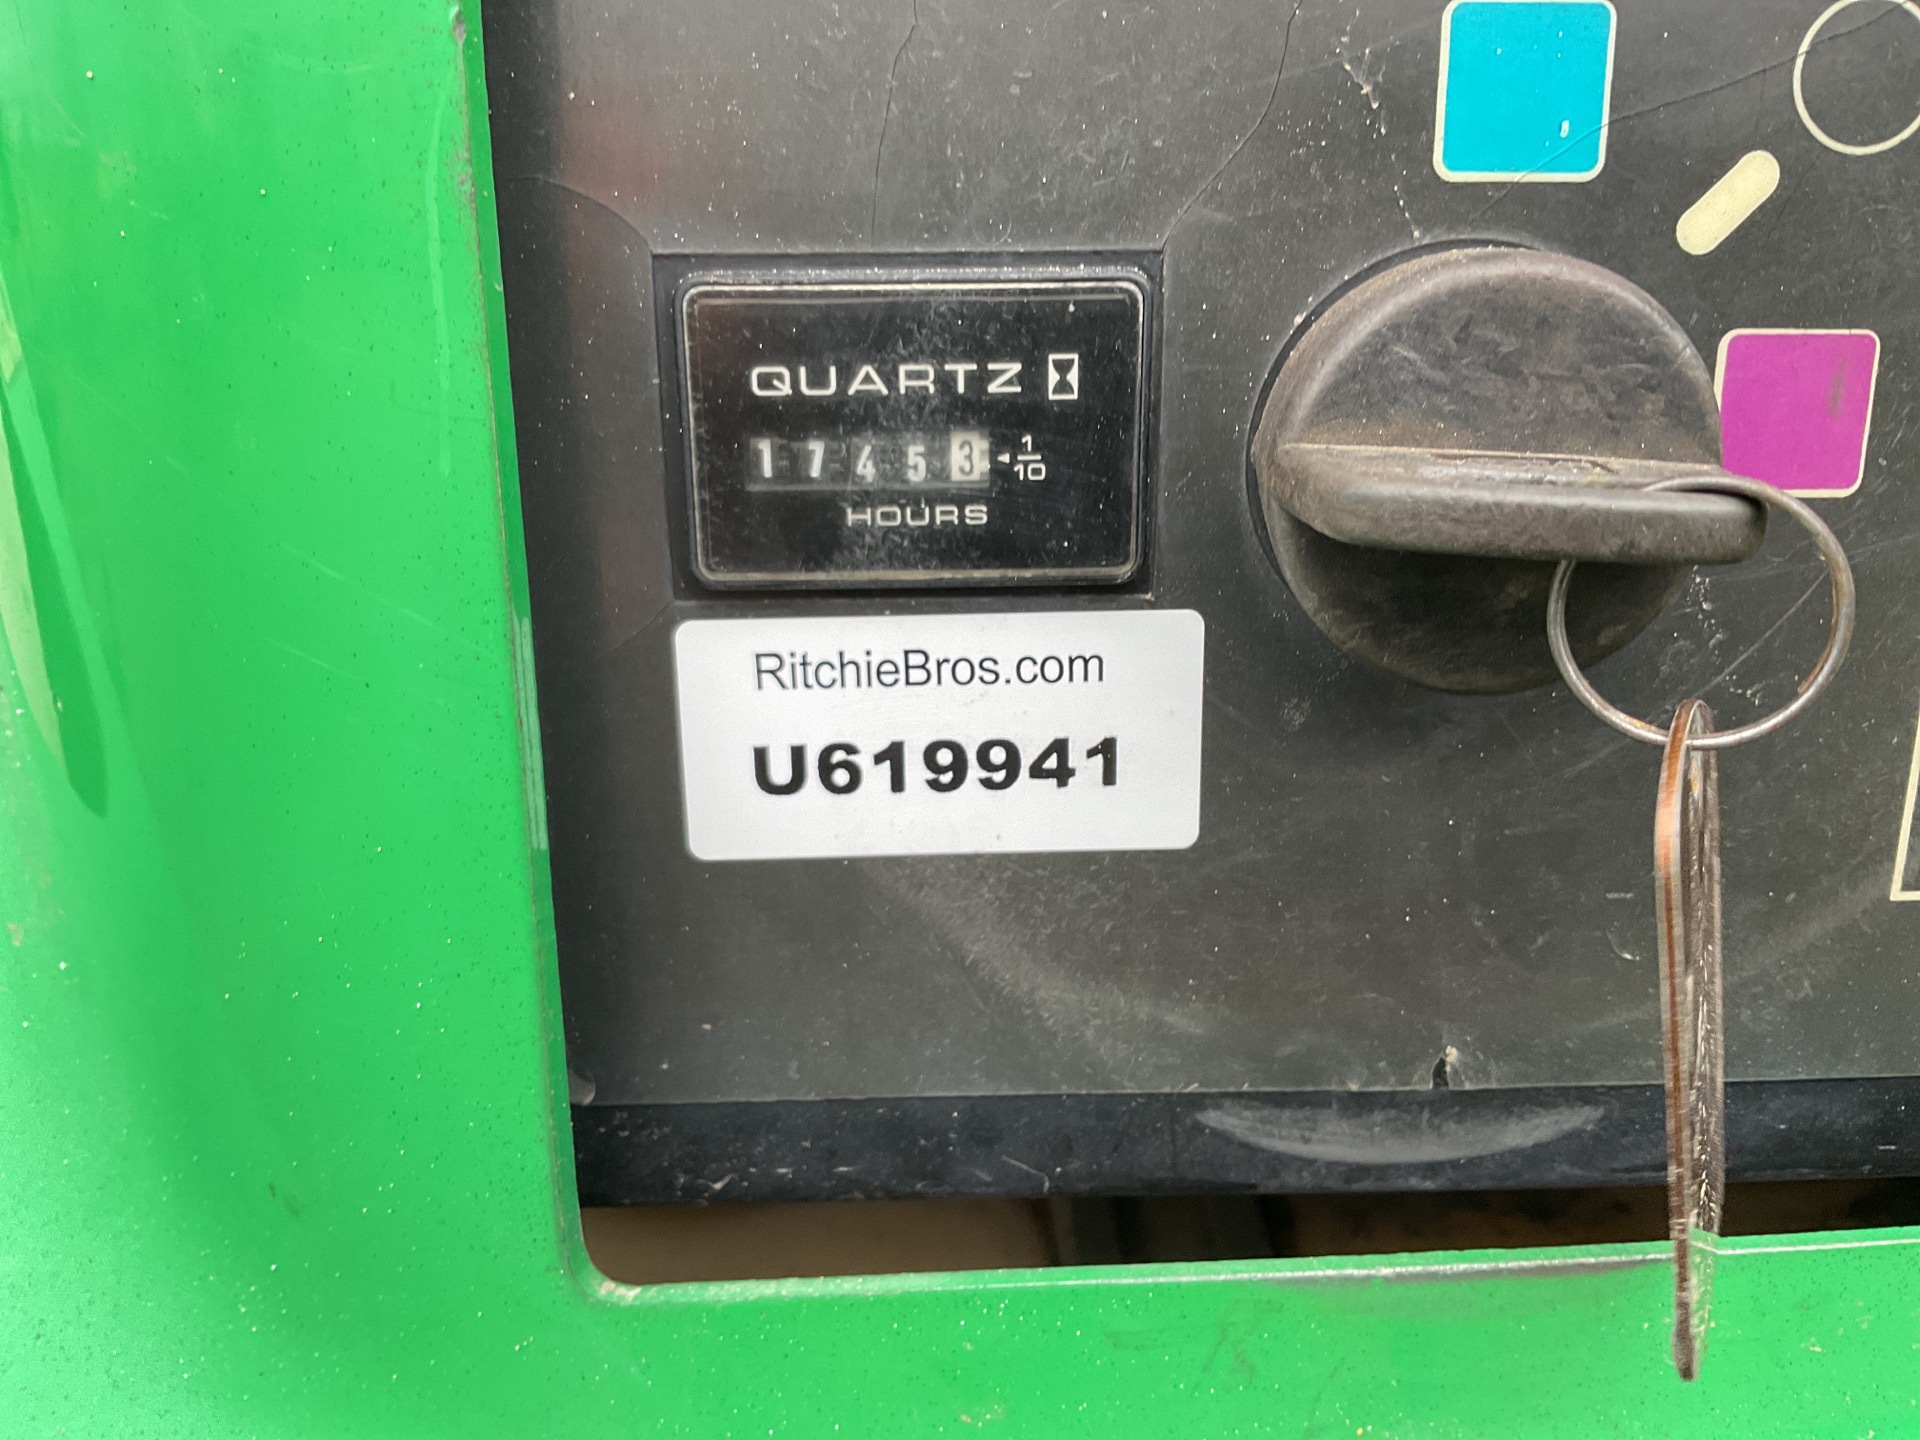 QUARTZ
17453 1/10
HOURS
RitchieBros.com
U619941